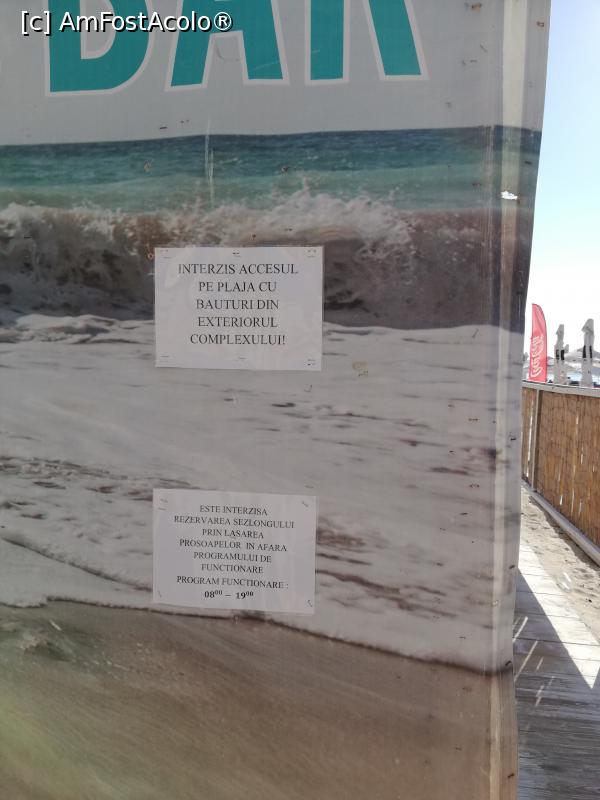 [c] AmFostAcolo®
BAR
INTERZIS ACCESUL
PE PLAJA CU
BAUTURI DIN
EXTERIORUL
COMPLEXULUI!
ESTE INTERZISA
REZERVAREA SEZLONGULUI
PRIN LASAREA
PROSOAPELOR IN AFARA
PROGRAMULUI DE
FUNCTIONARE
PROGRAM FUNCTIONARE :
08⁰⁰ – 19⁰⁰